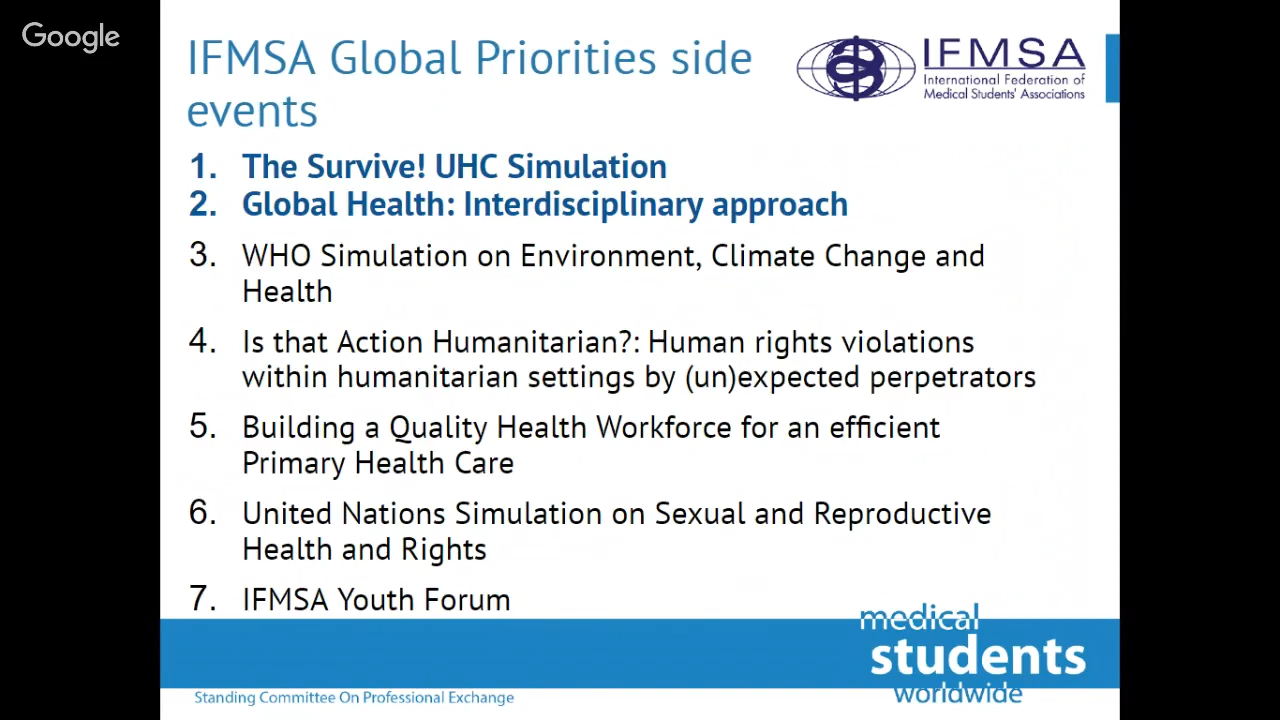 Google
IFMSA Global Priorities side
events
IFMSA
International Federation of
Medical Students' Associations
1. The Survive! UHC Simulation
2. Global Health: Interdisciplinary approach
3. WHO Simulation on Environment, Climate Change and
Health
4. Is that Action Humanitarian?: Human rights violations
within humanitarian settings by (un)expected perpetrators
5. Building a Quality Health Workforce for an efficient
Primary Health Care
6. United Nations Simulation on Sexual and Reproductive
Health and Rights
7. IFMSA Youth Forum
medical
students
worldwide
Standing Committee On Professional Exchange